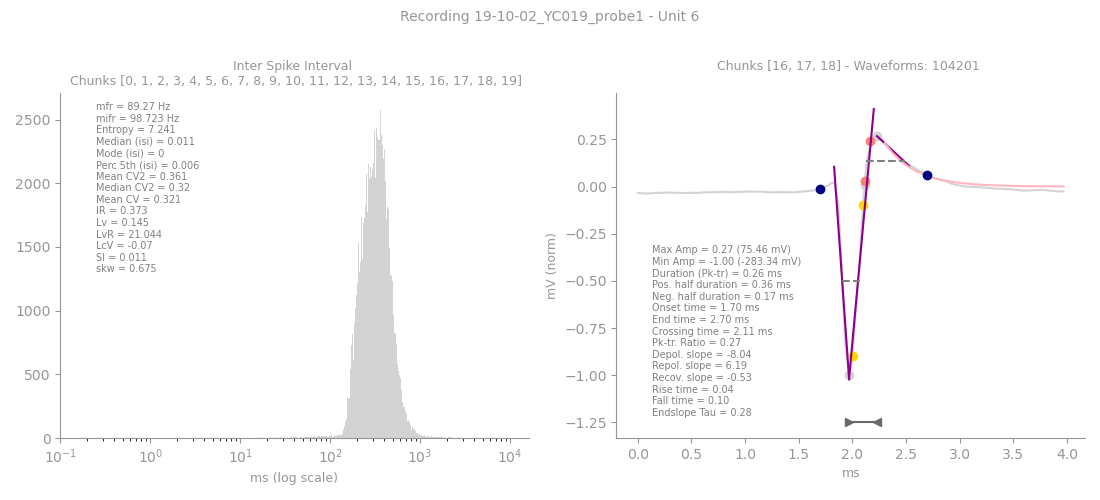 Recording 19-10-02_YC019_probe1 - Unit 6
Inter Spike Interval
Chunks [0, 1, 2, 3, 4, 5, 6, 7, 8, 9, 10, 11, 12, 13, 14, 15, 16, 17, 18, 19]
mfr = 89.27 Hz
mifr = 98.723 Hz
Entropy = 7.241
Median (isi) = 0.011
Mode (isi) = 0
Perc 5th (isi) = 0.006
Mean CV2 = 0.361
Median CV2 = 0.32
Mean CV = 0.321
IR = 0.373
Lv = 0.145
LvR = 21.044
LcV = -0.07
SI = 0.011
skw = 0.675
2500
2000
1500
1000
500
0
10⁻¹ 10⁰ 10¹ 10² 10³ 10⁴
ms (log scale)
Chunks [16, 17, 18] - Waveforms: 104201
mV (norm)
0.25
0.00
−0.25
−0.50
−0.75
−1.00
−1.25
Max Amp = 0.27 (75.46 mV)
Min Amp = -1.00 (-283.34 mV)
Duration (Pk-tr) = 0.26 ms
Pos. half duration = 0.36 ms
Neg. half duration = 0.17 ms
Onset time = 1.70 ms
End time = 2.70 ms
Crossing time = 2.11 ms
Pk-tr. Ratio = 0.27
Depol. slope = -8.04
Repol. slope = 6.19
Recov. slope = -0.53
Rise time = 0.04
Fall time = 0.10
Endslope Tau = 0.28
0.0 0.5 1.0 1.5 2.0 2.5 3.0 3.5 4.0
ms